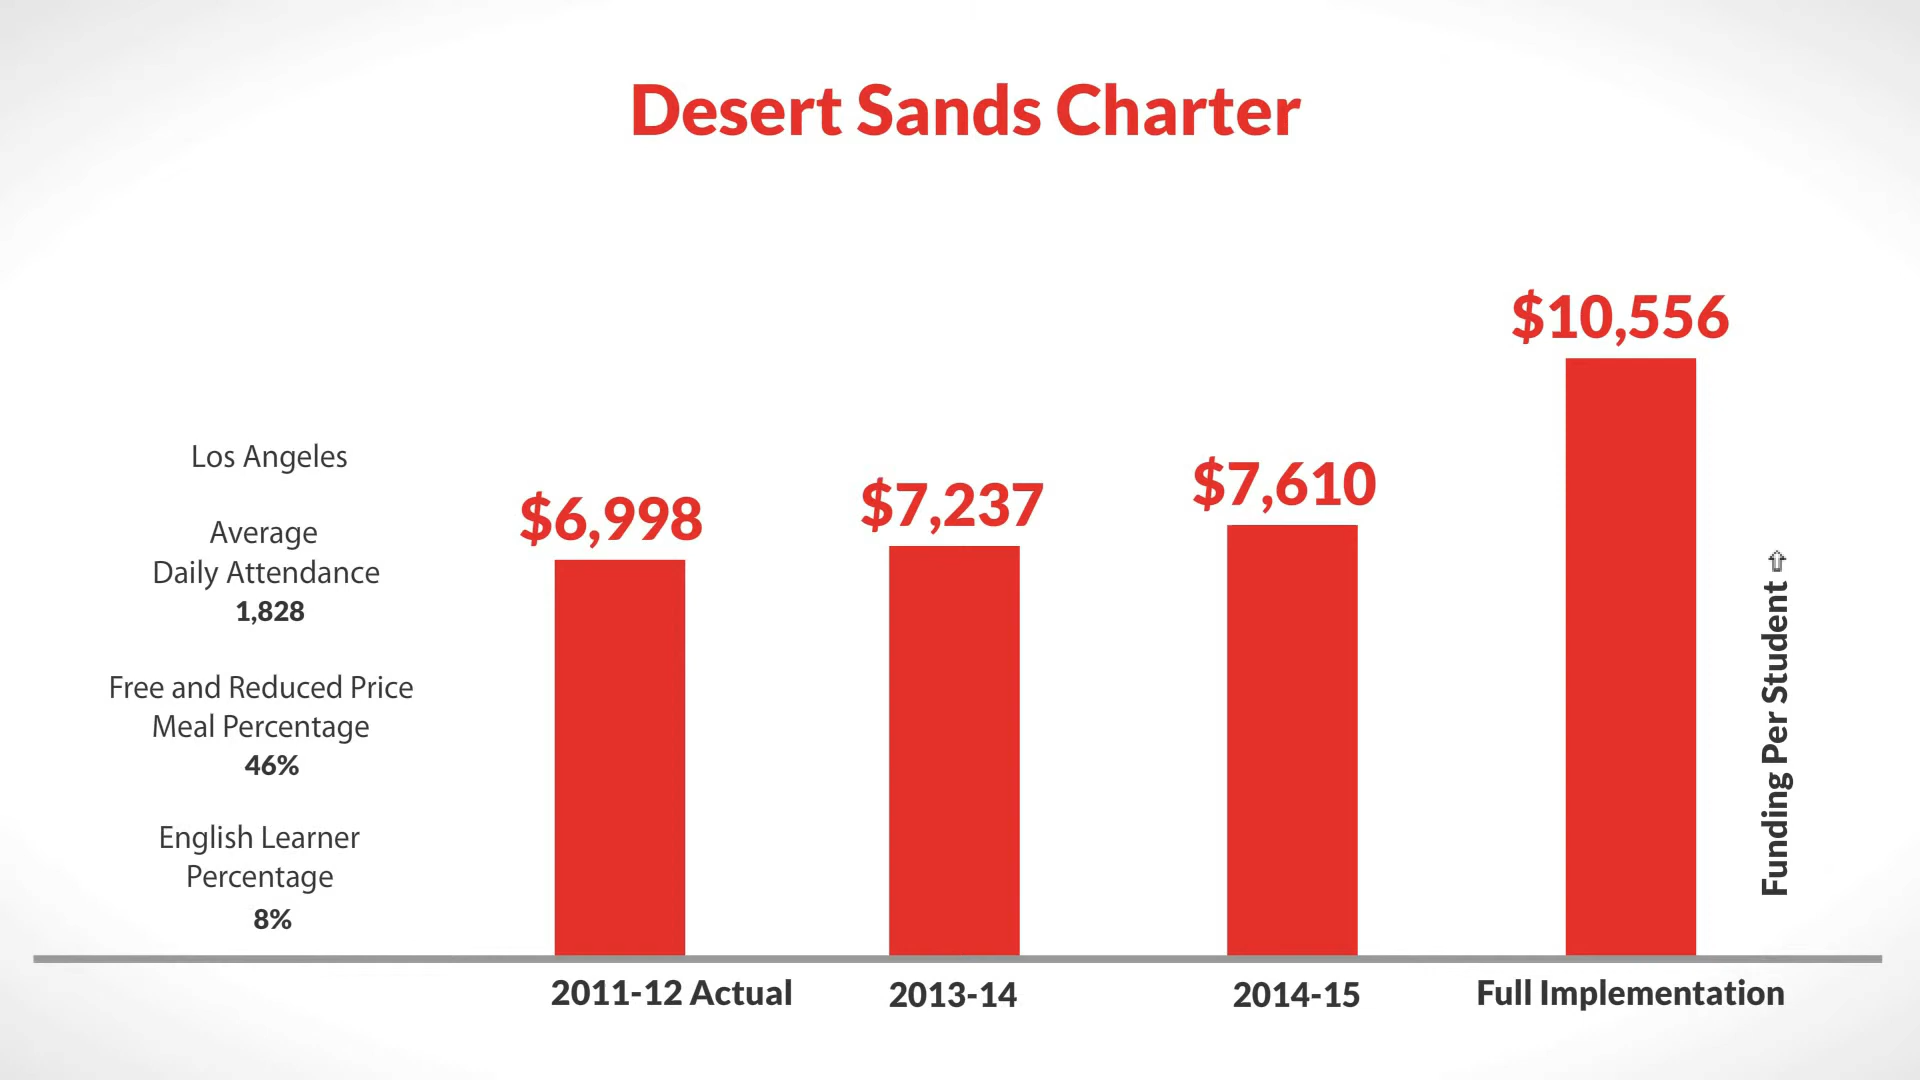 Desert Sands Charter
Los Angeles
Average
Daily Attendance
1,828
Free and Reduced Price
Meal Percentage
46%
English Learner
Percentage
8%
$6,998
$7,237
$7,610
$10,556
2011-12 Actual
2013-14
2014-15
Full Implementation
Funding Per Student ⇨